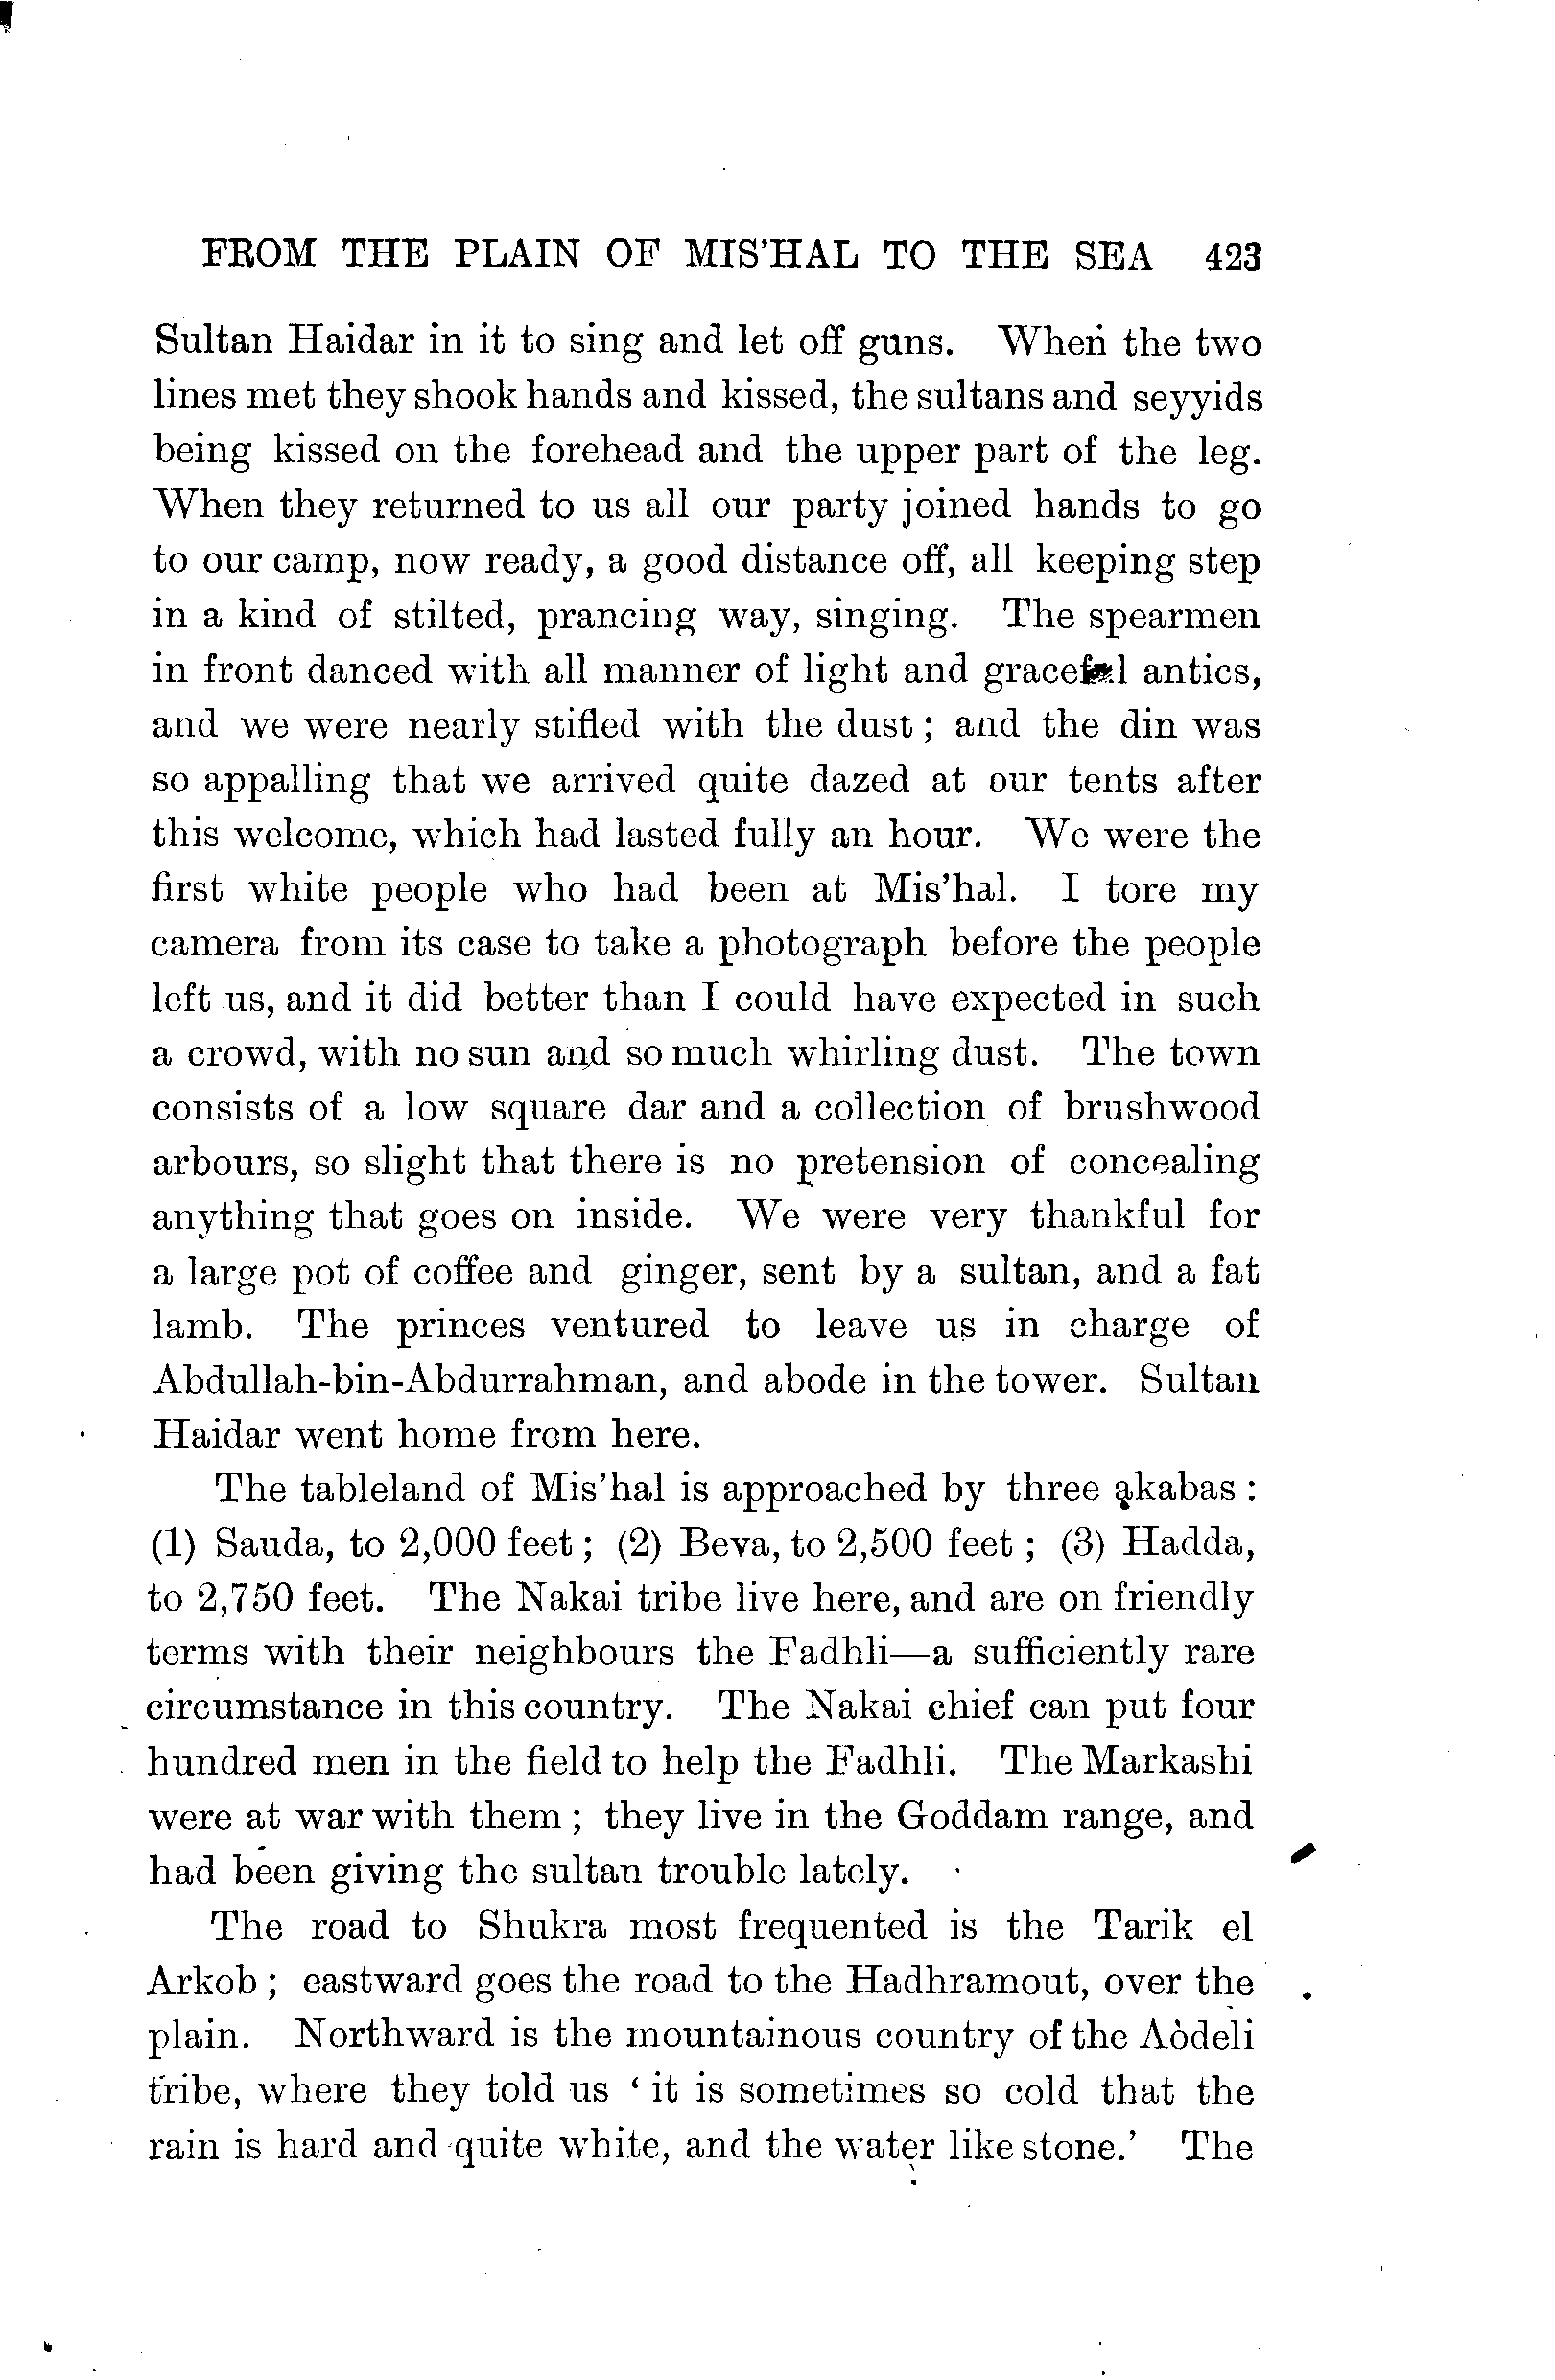 FROM THE PLAIN OF MIS'HAL TO THE SEA 423
Sultan Haidar in it to sing and let off guns. When the two
lines met they shook hands and kissed, the sultans and seyyids
being kissed on the forehead and the upper part of the leg.
When they returned to us all our party joined hands to go
to our camp, now ready, a good distance off, all keeping step
in a kind of stilted, prancing way, singing. The spearmen
in front danced with all manner of light and graceful antics,
and we were nearly stifled with the dust; and the din was
so appalling that we arrived quite dazed at our tents after
this welcome, which had lasted fully an hour. We were the
first white people who had been at Mis'hal. I tore my
camera from its case to take a photograph before the people
left us, and it did better than I could have expected in such
a crowd, with no sun and so much whirling dust. The town
consists of a low square dar and a collection of brushwood
arbours, so slight that there is no pretension of concealing
anything that goes on inside. We were very thankful for
a large pot of coffee and ginger, sent by a sultan, and a fat
lamb. The princes ventured to leave us in charge of
Abdullah-bin-Abdurrahman, and abode in the tower. Sultan
Haidar went home from here.
The tableland of Mis'hal is approached by three akabas:
(1) Sauda, to 2,000 feet; (2) Beva, to 2,500 feet; (3) Hadda,
to 2,750 feet. The Nakai tribe live here, and are on friendly
terms with their neighbours the Fadhli—a sufficiently rare
circumstance in this country. The Nakai chief can put four
hundred men in the field to help the Fadhli. The Markashi
were at war with them; they live in the Goddam range, and
had been giving the sultan trouble lately.
The road to Shukra most frequented is the Tarik el
Arkob; eastward goes the road to the Hadhramout, over the
plain. Northward is the mountainous country of the Aòdeli
tribe, where they told us 'it is sometimes so cold that the
rain is hard and quite white, and the water like stone.' The